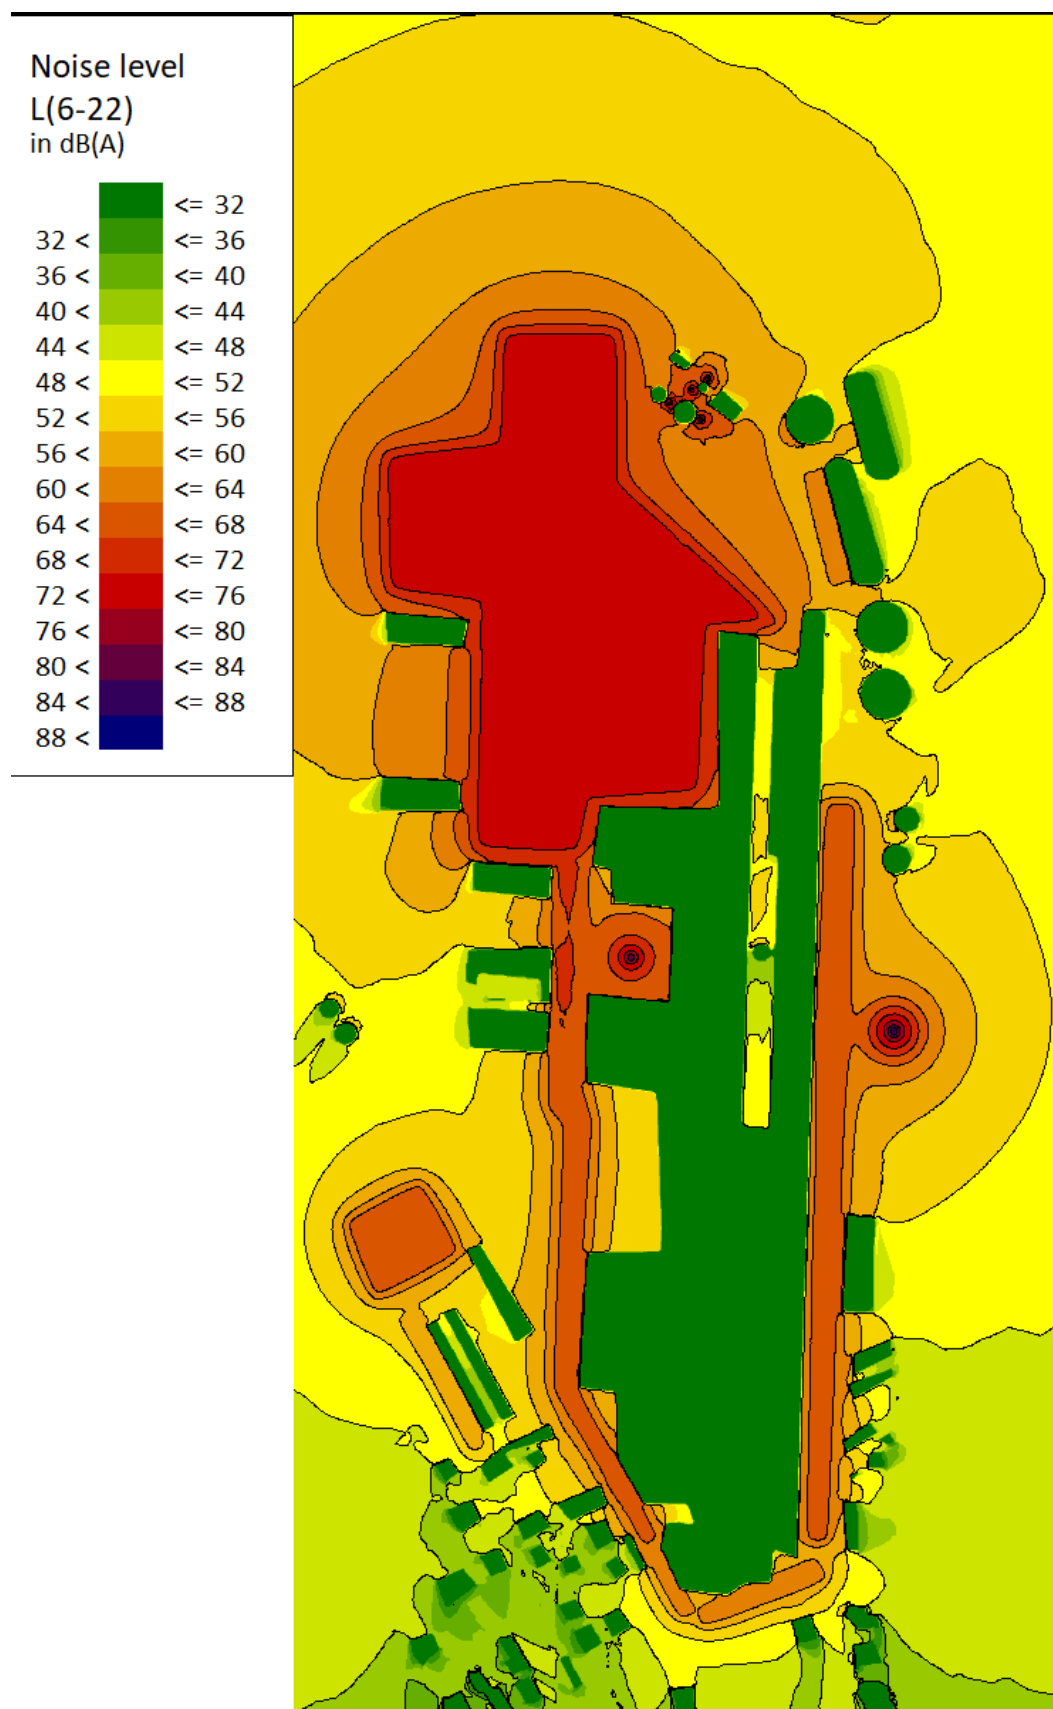 Noise level
L(6-22)
in dB(A)
<= 32
32 < <= 36
36 < <= 40
40 < <= 44
44 < <= 48
48 < <= 52
52 < <= 56
56 < <= 60
60 < <= 64
64 < <= 68
68 < <= 72
72 < <= 76
76 < <= 80
80 < <= 84
84 < <= 88
88 <